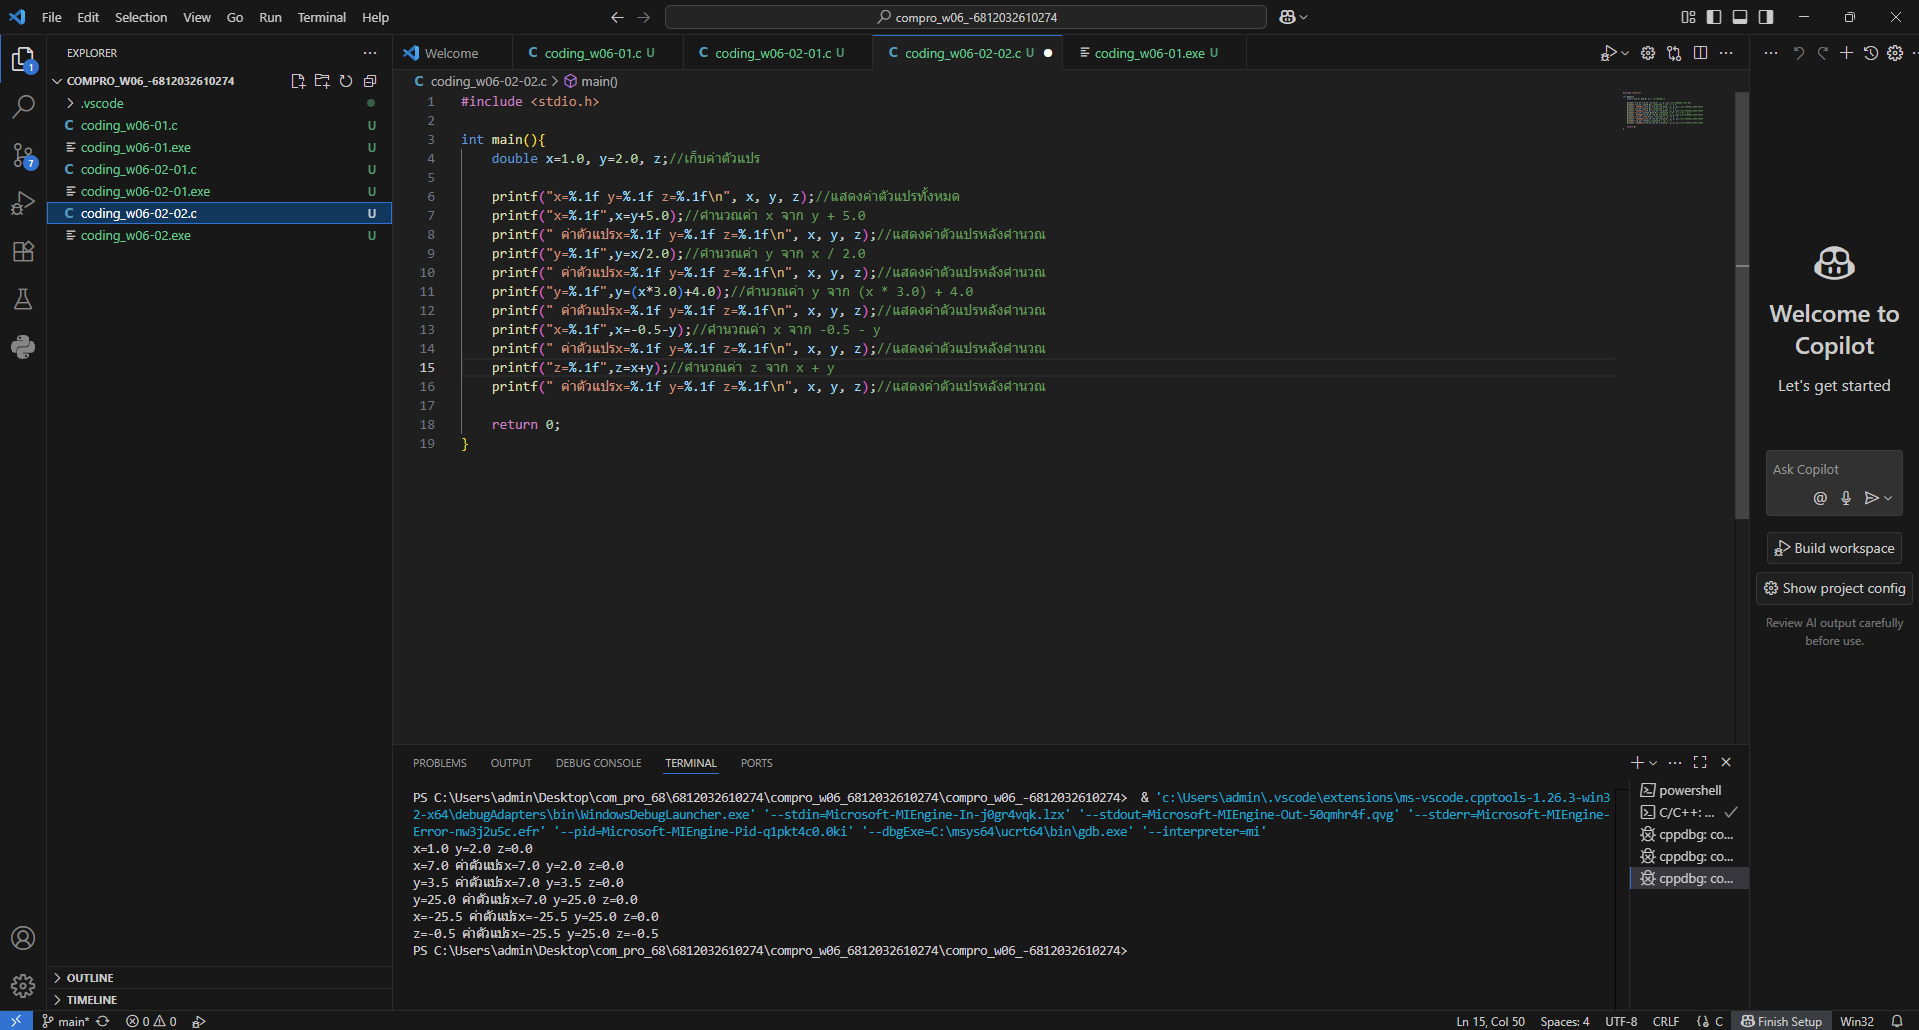 File Edit Selection View Go Run Terminal Help
compro_w06_-6812032610274
EXPLORER
COMPRO_W06_-6812032610274
.vscode
C coding_w06-01.c U
coding_w06-01.exe U
C coding_w06-02-01.c U
coding_w06-02-01.exe U
C coding_w06-02-02.c U
coding_w06-02.exe U
1
7
OUTLINE
TIMELINE
Welcome
C coding_w06-01.c U
C coding_w06-02-01.c U
C coding_w06-02-02.c U
coding_w06-01.exe U
C coding_w06-02-02.c > main()
1 #include <stdio.h>
2
3 int main(){
4 double x=1.0, y=2.0, z;//เก็บค่าตัวแปร
5
6 printf("x=%.1f y=%.1f z=%.1f\n", x, y, z);//แสดงค่าตัวแปรทั้งหมด
7 printf("x=%.1f",x=y+5.0);//คำนวณค่า x จาก y + 5.0
8 printf(" ค่าตัวแปรx=%.1f y=%.1f z=%.1f\n", x, y, z);//แสดงค่าตัวแปรหลังคำนวณ
9 printf("y=%.1f",y=x/2.0);//คำนวณค่า y จาก x / 2.0
10 printf(" ค่าตัวแปรx=%.1f y=%.1f z=%.1f\n", x, y, z);//แสดงค่าตัวแปรหลังคำนวณ
11 printf("y=%.1f",y=(x*3.0)+4.0);//คำนวณค่า y จาก (x * 3.0) + 4.0
12 printf(" ค่าตัวแปรx=%.1f y=%.1f z=%.1f\n", x, y, z);//แสดงค่าตัวแปรหลังคำนวณ
13 printf("x=%.1f",x=-0.5-y);//คำนวณค่า x จาก -0.5 - y
14 printf(" ค่าตัวแปรx=%.1f y=%.1f z=%.1f\n", x, y, z);//แสดงค่าตัวแปรหลังคำนวณ
15 printf("z=%.1f",z=x+y);//คำนวณค่า z จาก x + y
16 printf(" ค่าตัวแปรx=%.1f y=%.1f z=%.1f\n", x, y, z);//แสดงค่าตัวแปรหลังคำนวณ
17
18 return 0;
19 }
Welcome to
Copilot
Let's get started
Ask Copilot
@
Build workspace
Show project config
Review AI output carefully
before use.
PROBLEMS OUTPUT DEBUG CONSOLE TERMINAL PORTS
PS C:\Users\admin\Desktop\com_pro_68\6812032610274\compro_w06_6812032610274\compro_w06_-6812032610274> & 'c:\Users\admin\.vscode\extensions\ms-vscode.cpptools-1.26.3-win3
2-x64\debugAdapters\bin\WindowsDebugLauncher.exe' '--stdin=Microsoft-MIEngine-In-j0gr4vqk.lzx' '--stdout=Microsoft-MIEngine-Out-50qmhr4f.qvg' '--stderr=Microsoft-MIEngine-
Error-nw3j2u5c.efr' '--pid=Microsoft-MIEngine-Pid-q1pkt4c0.0ki' '--dbgExe=C:\msys64\ucrt64\bin\gdb.exe' '--interpreter=mi'
x=1.0 y=2.0 z=0.0
x=7.0 ค่าตัวแปรx=7.0 y=2.0 z=0.0
y=3.5 ค่าตัวแปรx=7.0 y=3.5 z=0.0
y=25.0 ค่าตัวแปรx=7.0 y=25.0 z=0.0
x=-25.5 ค่าตัวแปรx=-25.5 y=25.0 z=0.0
z=-0.5 ค่าตัวแปรx=-25.5 y=25.0 z=-0.5
PS C:\Users\admin\Desktop\com_pro_68\6812032610274\compro_w06_6812032610274\compro_w06_-6812032610274>
powershell
C/C++: ...
cppdbg: co...
cppdbg: co...
cppdbg: co...
main* 0 0 Ln 15, Col 50 Spaces: 4 UTF-8 CRLF {} C Finish Setup Win32